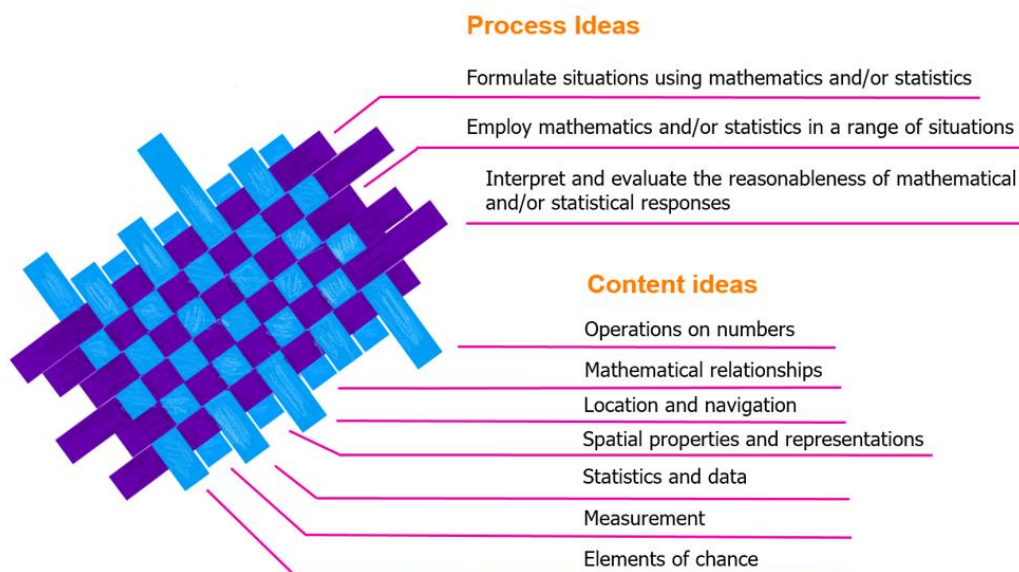 Process Ideas
Formulate situations using mathematics and/or statistics
Employ mathematics and/or statistics in a range of situations
Interpret and evaluate the reasonableness of mathematical
and/or statistical responses
Content ideas
Operations on numbers
Mathematical relationships
Location and navigation
Spatial properties and representations
Statistics and data
Measurement
Elements of chance